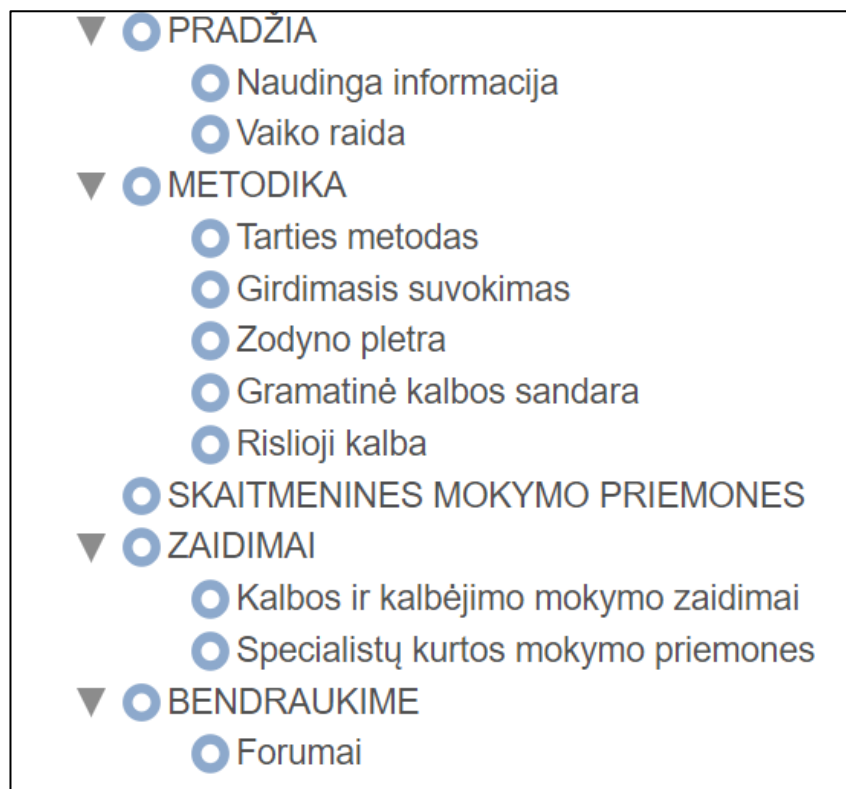 PRADŽIA
Naudinga informacija
Vaiko raida
METODIKA
Tarties metodas
Girdimasis suvokimas
Zodyno pletra
Gramatinė kalbos sandara
Rislioji kalba
SKAITMENINES MOKYMO PRIEMONES
ZAIDIMAI
Kalbos ir kalbėjimo mokymo zaidimai
Specialistų kurtos mokymo priemones
BENDRAUKIME
Forumai